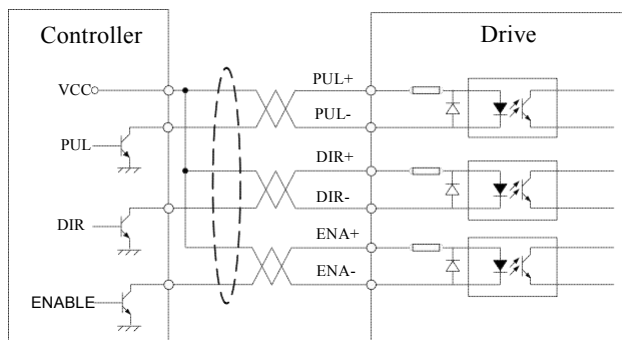 Controller
Drive
VCC
PUL+
PUL-
PUL
DIR+
DIR-
DIR
ENA+
ENA-
ENABLE